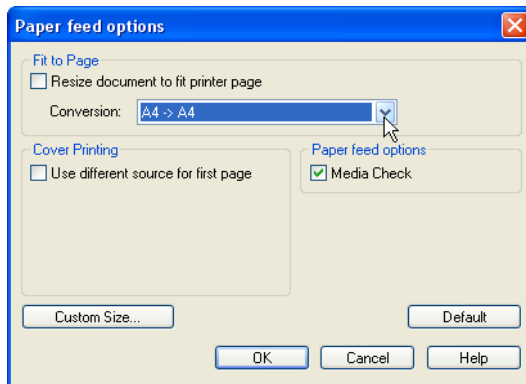 Paper feed options
Fit to Page
Resize document to fit printer page
Conversion: A4 -> A4
Cover Printing
Use different source for first page
Paper feed options
Media Check
Custom Size...
Default
OK
Cancel
Help